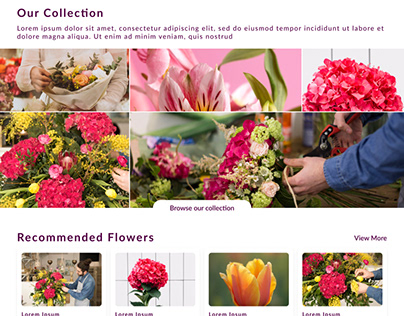 Our Collection
Lorem ipsum dolor sit amet, consectetur adipiscing elit, sed do eiusmod tempor incididunt ut labore et
dolore magna aliqua. Ut enim ad minim veniam, quis nostrud
Browse our collection
Recommended Flowers
View More
Lorem Ipsum
Lorem Ipsum
Lorem Ipsum
Lorem Ipsum